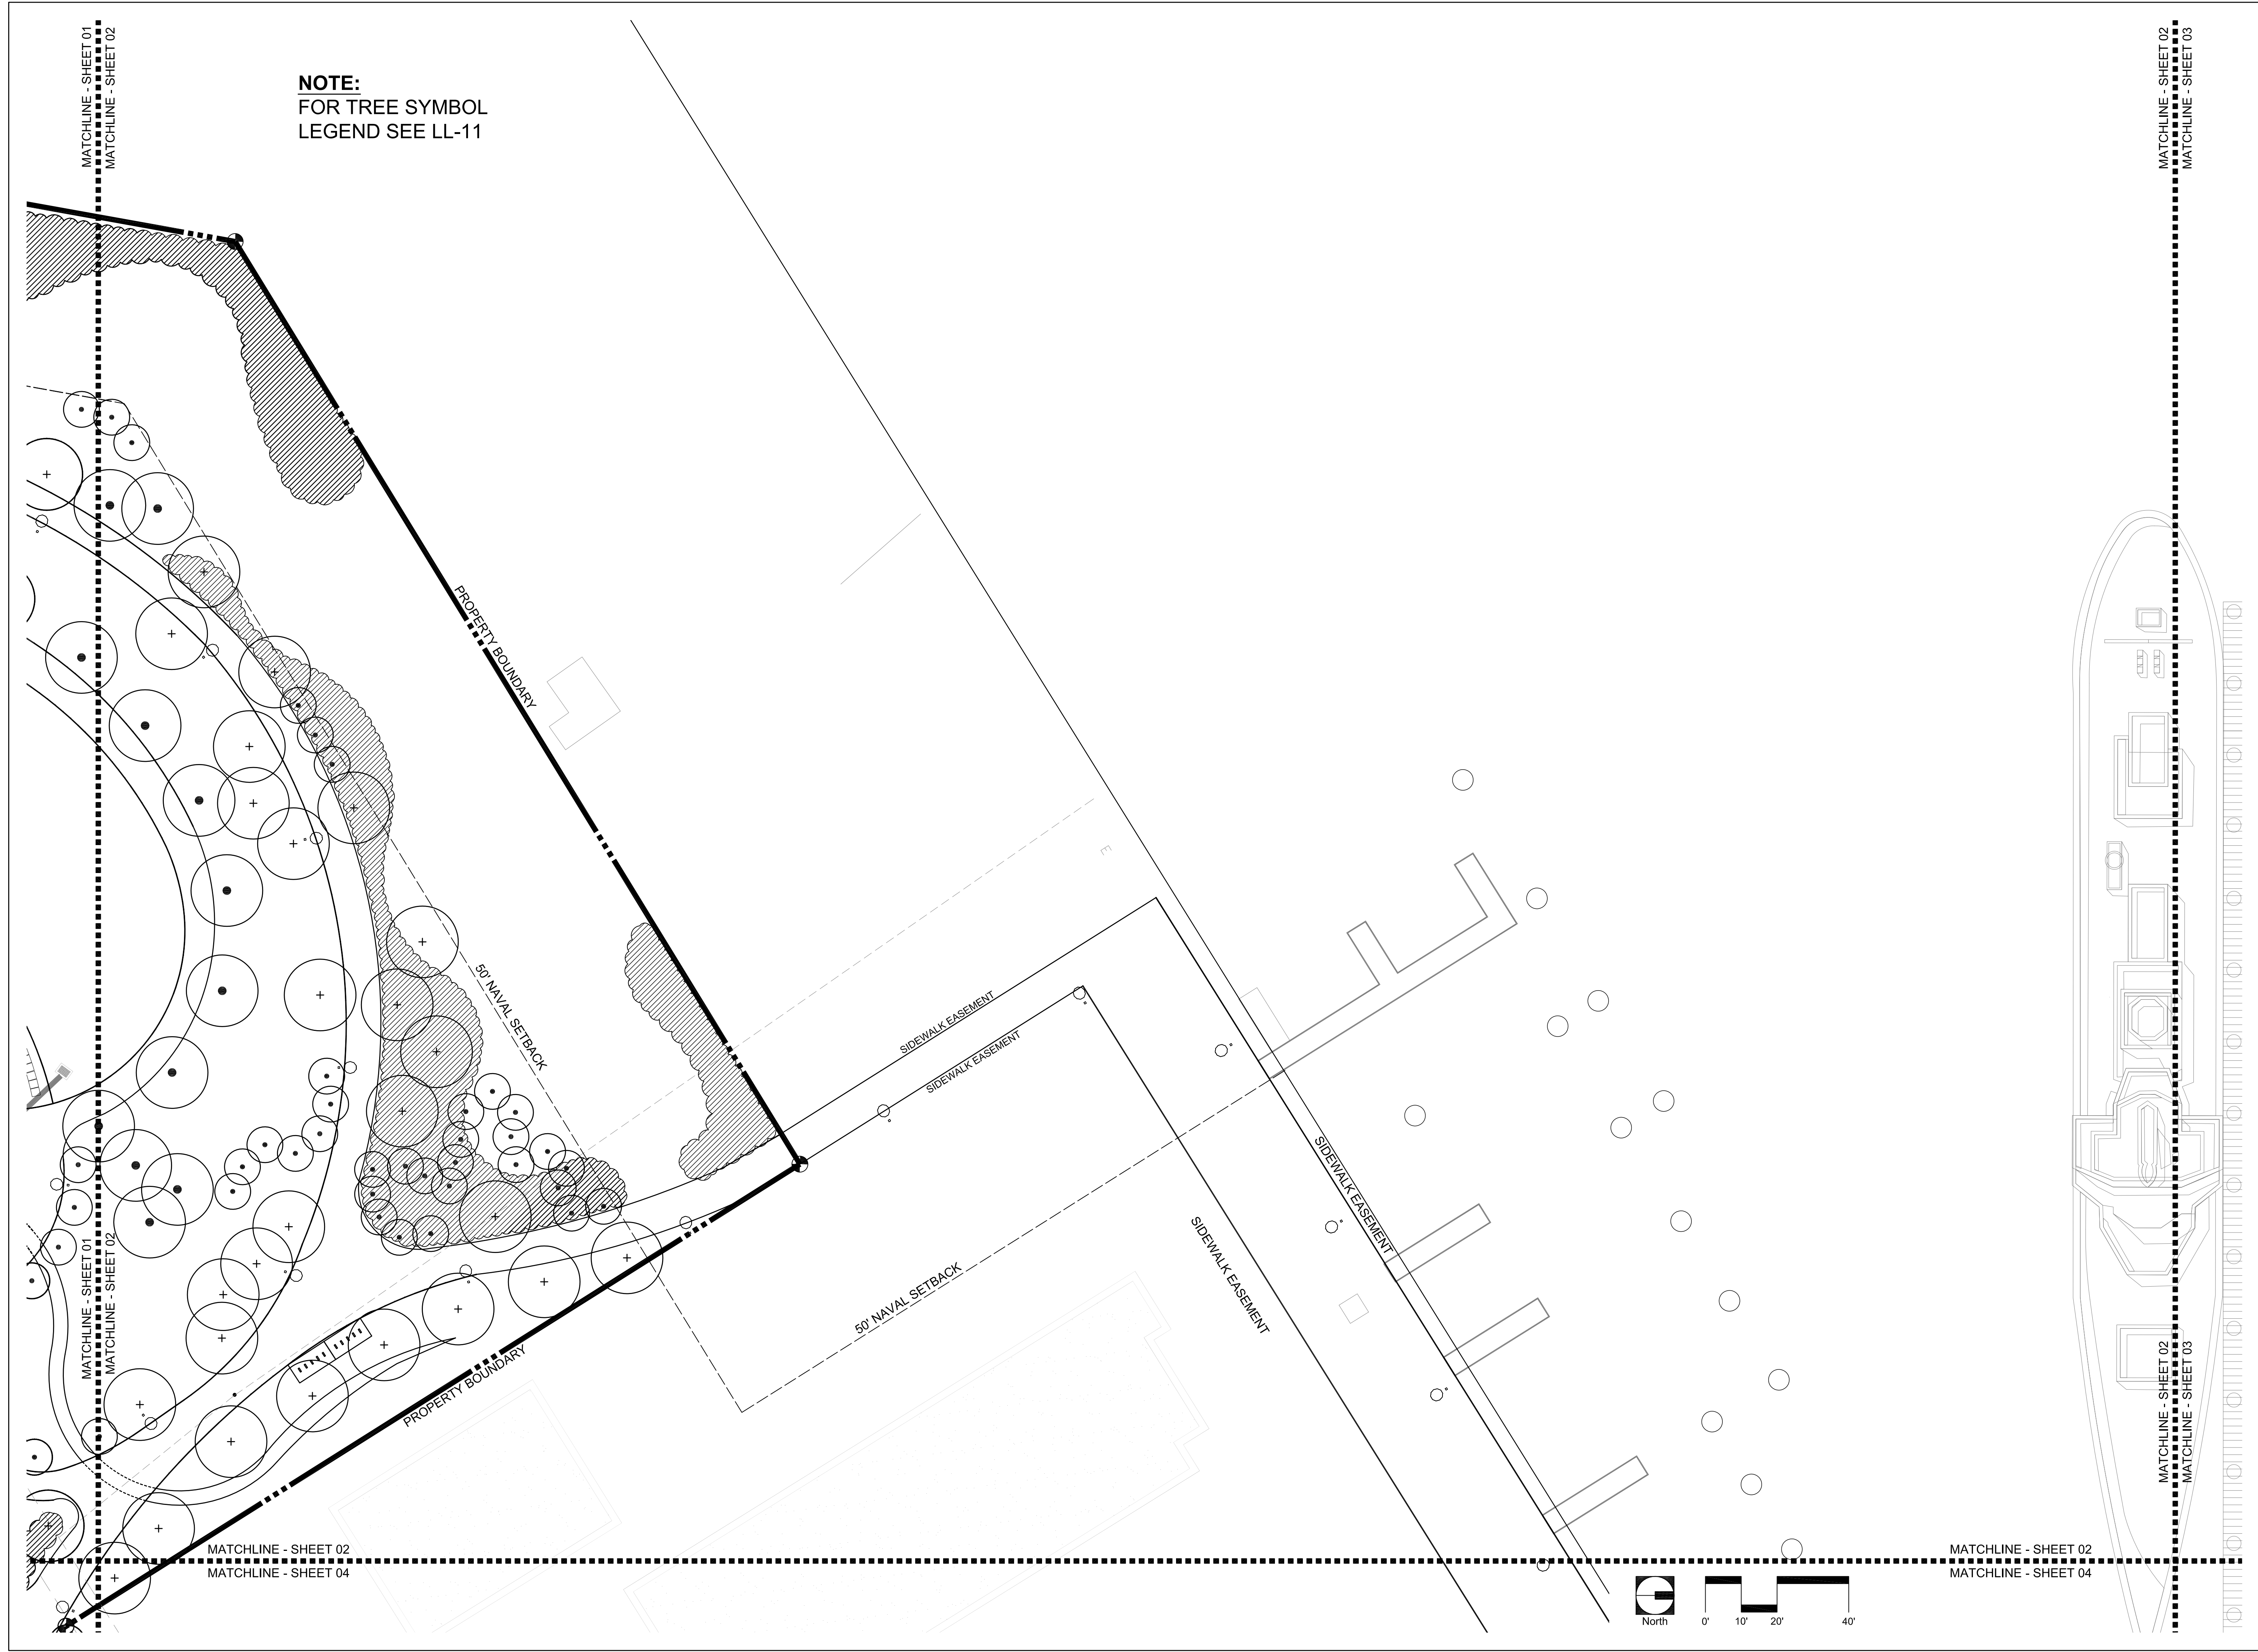 MATCHLINE - SHEET 01
MATCHLINE - SHEET 02
MATCHLINE - SHEET 02
MATCHLINE - SHEET 03
NOTE:
FOR TREE SYMBOL
LEGEND SEE LL-11
PROPERTY BOUNDARY
E
50' NAVAL SETBACK
SIDEWALK EASEMENT
SIDEWALK EASEMENT
SIDEWALK EASEMENT
SIDEWALK EASEMENT
50' NAVAL SETBACK
PROPERTY BOUNDARY
MATCHLINE - SHEET 01
MATCHLINE - SHEET 02
MATCHLINE - SHEET 02
MATCHLINE - SHEET 03
MATCHLINE - SHEET 02
MATCHLINE - SHEET 04
MATCHLINE - SHEET 02
MATCHLINE - SHEET 04
North
0' 10' 20' 40'